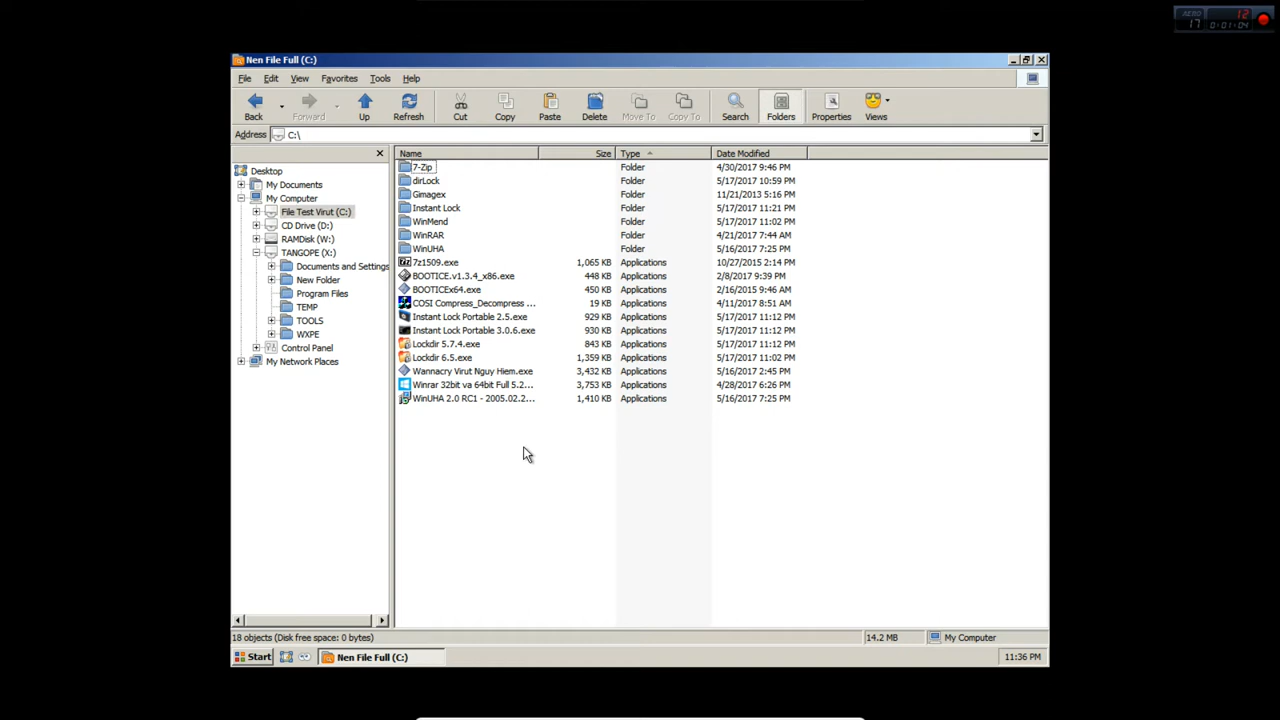 AERO 12
17 0:01:04
Nen File Full (C:)
File Edit View Favorites Tools Help
Back Forward Up Refresh Cut Copy Paste Delete Move To Copy To Search Folders Properties Views
Address C:\
Name Size Type Date Modified
Desktop
My Documents
My Computer
File Test Virut (C:)
CD Drive (D:)
RAMDisk (W:)
TANGOPE (X:)
Documents and Settings
New Folder
Program Files
TEMP
TOOLS
WXPE
Control Panel
My Network Places
7-Zip Folder 4/30/2017 9:46 PM
dirLock Folder 5/17/2017 10:59 PM
Gimagex Folder 11/21/2013 5:16 PM
Instant Lock Folder 5/17/2017 11:21 PM
WinMend Folder 5/17/2017 11:02 PM
WinRAR Folder 4/21/2017 7:44 AM
WinUHA Folder 5/16/2017 7:25 PM
7z1509.exe 1,065 KB Applications 10/27/2015 2:14 PM
BOOTICE.v1.3.4_x86.exe 448 KB Applications 2/8/2017 9:39 PM
BOOTICEx64.exe 450 KB Applications 2/16/2015 9:46 AM
COSI Compress_Decompress ... 19 KB Applications 4/11/2017 8:51 AM
Instant Lock Portable 2.5.exe 929 KB Applications 5/17/2017 11:12 PM
Instant Lock Portable 3.0.6.exe 930 KB Applications 5/17/2017 11:12 PM
Lockdir 5.7.4.exe 843 KB Applications 5/17/2017 11:12 PM
Lockdir 6.5.exe 1,359 KB Applications 5/17/2017 11:02 PM
Wannacry Virut Nguy Hiem.exe 3,432 KB Applications 5/16/2017 2:45 PM
Winrar 32bit va 64bit Full 5.2... 3,753 KB Applications 4/28/2017 6:26 PM
WinUHA 2.0 RC1 - 2005.02.2... 1,410 KB Applications 5/16/2017 7:25 PM
18 objects (Disk free space: 0 bytes) 14.2 MB My Computer
Start Nen File Full (C:) 11:36 PM